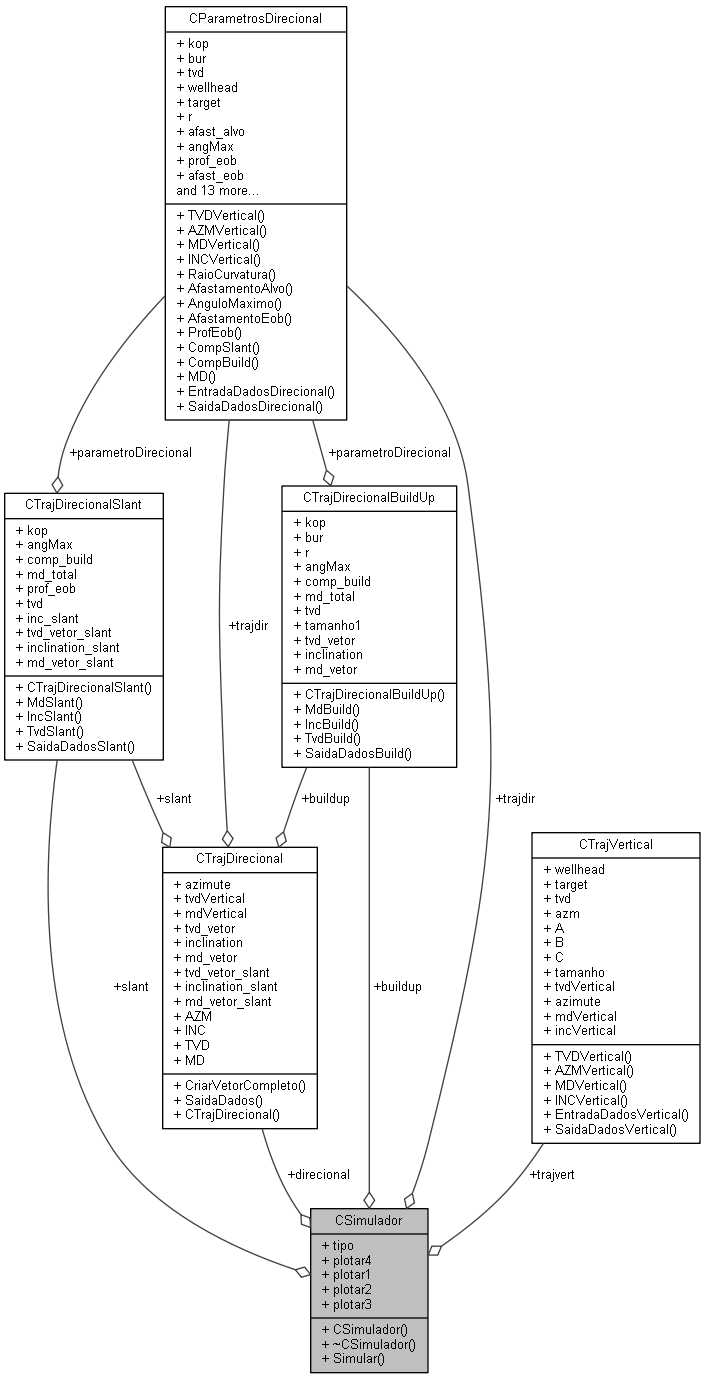 CParametrosDirecional
+ kop
+ bur
+ tvd
+ wellhead
+ target
+ r
+ afast_alvo
+ angMax
+ prof_eob
+ afast_eob
and 13 more...
+ TVDVertical()
+ AZMVertical()
+ MDVertical()
+ INCVertical()
+ RaioCurvatura()
+ AfastamentoAlvo()
+ AnguloMaximo()
+ AfastamentoEob()
+ ProfEob()
+ CompSlant()
+ CompBuild()
+ MD()
+ EntradaDadosDirecional()
+ SaidaDadosDirecional()
+parametroDirecional
+parametroDirecional
CTrajDirecionalSlant
+ kop
+ angMax
+ comp_build
+ md_total
+ prof_eob
+ tvd
+ inc_slant
+ tvd_vetor_slant
+ inclination_slant
+ md_vetor_slant
+ CTrajDirecionalSlant()
+ MdSlant()
+ IncSlant()
+ TvdSlant()
+ SaidaDadosSlant()
+trajdir
CTrajDirecionalBuildUp
+ kop
+ bur
+ r
+ angMax
+ comp_build
+ md_total
+ tvd
+ tamanho1
+ tvd_vetor
+ inclination
+ md_vetor
+ CTrajDirecionalBuildUp()
+ MdBuild()
+ IncBuild()
+ TvdBuild()
+ SaidaDadosBuild()
+slant
+buildup
+trajdir
CTrajDirecional
+ azimute
+ tvdVertical
+ mdVertical
+ tvd_vetor
+ inclination
+ md_vetor
+ tvd_vetor_slant
+ inclination_slant
+ md_vetor_slant
+ AZM
+ INC
+ TVD
+ MD
+ CriarVetorCompleto()
+ SaidaDados()
+ CTrajDirecional()
CTrajVertical
+ wellhead
+ target
+ tvd
+ azm
+ A
+ B
+ C
+ tamanho
+ tvdVertical
+ azimute
+ mdVertical
+ incVertical
+ TVDVertical()
+ AZMVertical()
+ MDVertical()
+ INCVertical()
+ EntradaDadosVertical()
+ SaidaDadosVertical()
+slant
+buildup
+direcional
+trajvert
CSimulador
+ tipo
+ plotar4
+ plotar1
+ plotar2
+ plotar3
+ CSimulador()
+ ~CSimulador()
+ Simular()